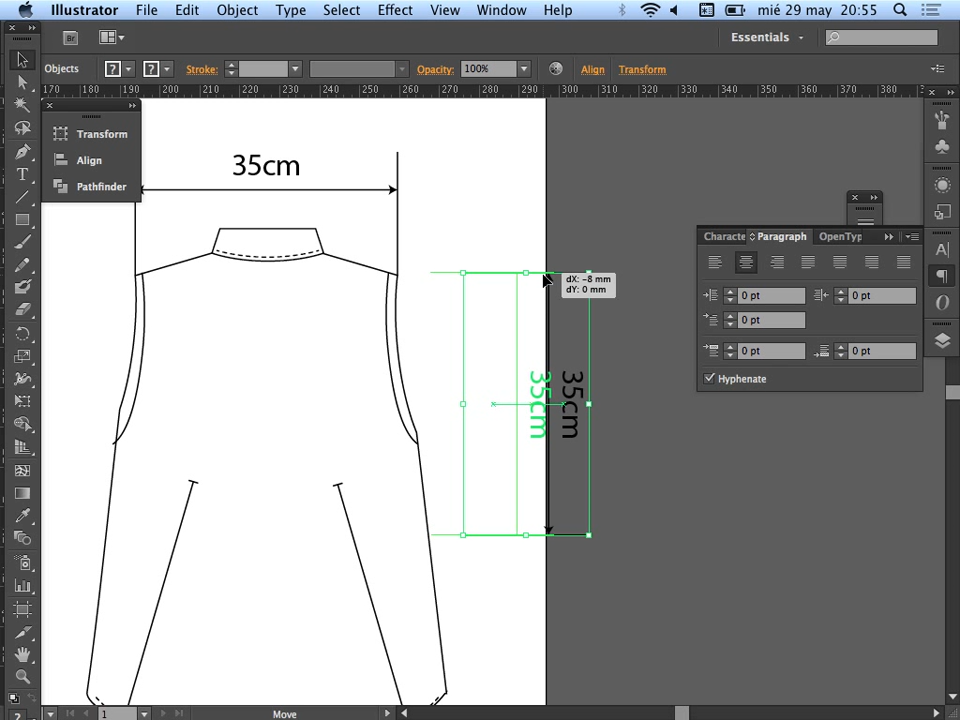 Illustrator File Edit Object Type Select Effect View Window Help mié 29 may 20:55
Br Essentials
Objects ? ? Stroke: Opacity: 100% Align Transform
170 180 190 200 210 220 230 240 250 260 270 280 290 300 310 320 330 340 350 360 370 380
Transform
Align
Pathfinder
35cm
Characte Paragraph OpenTyp
dX: -8 mm
dY: 0 mm
0 pt 0 pt
0 pt
0 pt 0 pt
Hyphenate
35cm
35cm
1 Move